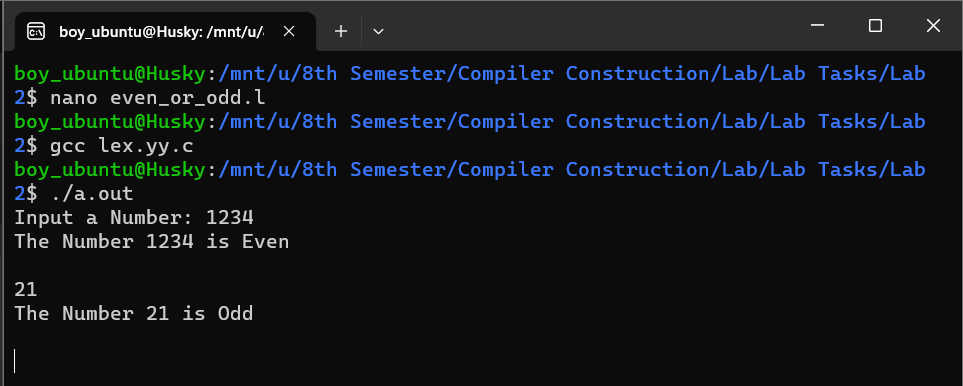 boy_ubuntu@Husky: /mnt/u/
boy_ubuntu@Husky:/mnt/u/8th Semester/Compiler Construction/Lab/Lab Tasks/Lab
2$ nano even_or_odd.l
boy_ubuntu@Husky:/mnt/u/8th Semester/Compiler Construction/Lab/Lab Tasks/Lab
2$ gcc lex.yy.c
boy_ubuntu@Husky:/mnt/u/8th Semester/Compiler Construction/Lab/Lab Tasks/Lab
2$ ./a.out
Input a Number: 1234
The Number 1234 is Even
21
The Number 21 is Odd